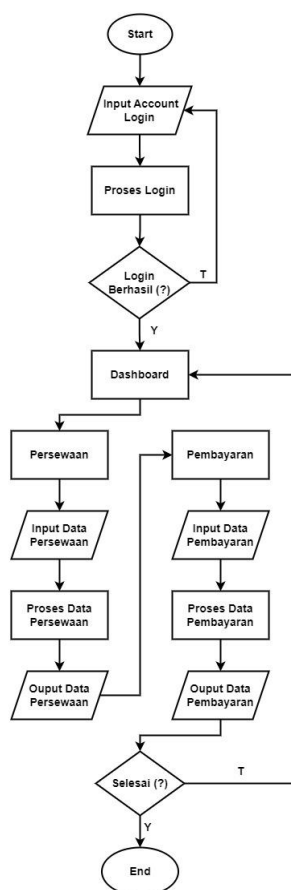 Start
Input Account
Login
Proses Login
Login
Berhasil (?)
T
Y
Dashboard
Persewaan
Input Data
Persewaan
Proses Data
Persewaan
Ouput Data
Persewaan
Pembayaran
Input Data
Pembayaran
Proses Data
Pembayaran
Ouput Data
Pembayaran
Selesai (?)
T
Y
End